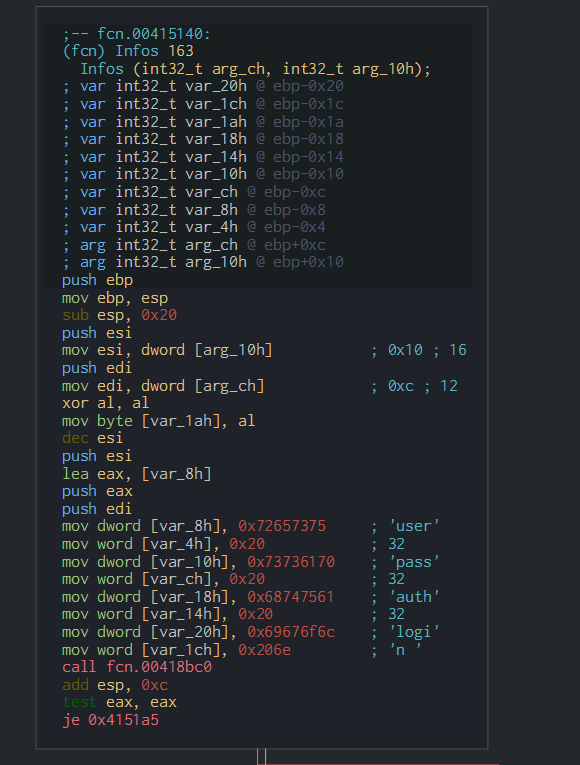 ;-- fcn.00415140:
(fcn) Infos 163
Infos (int32_t arg_ch, int32_t arg_10h);
; var int32_t var_20h @ ebp-0x20
; var int32_t var_1ch @ ebp-0x1c
; var int32_t var_1ah @ ebp-0x1a
; var int32_t var_18h @ ebp-0x18
; var int32_t var_14h @ ebp-0x14
; var int32_t var_10h @ ebp-0x10
; var int32_t var_ch @ ebp-0xc
; var int32_t var_8h @ ebp-0x8
; var int32_t var_4h @ ebp-0x4
; arg int32_t arg_ch @ ebp+0xc
; arg int32_t arg_10h @ ebp+0x10
push ebp
mov ebp, esp
sub esp, 0x20
push esi
mov esi, dword [arg_10h] ; 0x10 ; 16
push edi
mov edi, dword [arg_ch] ; 0xc ; 12
xor al, al
mov byte [var_1ah], al
dec esi
push esi
lea eax, [var_8h]
push eax
push edi
mov dword [var_8h], 0x72657375 ; 'user'
mov word [var_4h], 0x20 ; 32
mov dword [var_10h], 0x73736170 ; 'pass'
mov word [var_ch], 0x20 ; 32
mov dword [var_18h], 0x68747561 ; 'auth'
mov word [var_14h], 0x20 ; 32
mov dword [var_20h], 0x69676f6c ; 'logi'
mov word [var_1ch], 0x206e ; 'n '
call fcn.00418bc0
add esp, 0xc
test eax, eax
je 0x4151a5